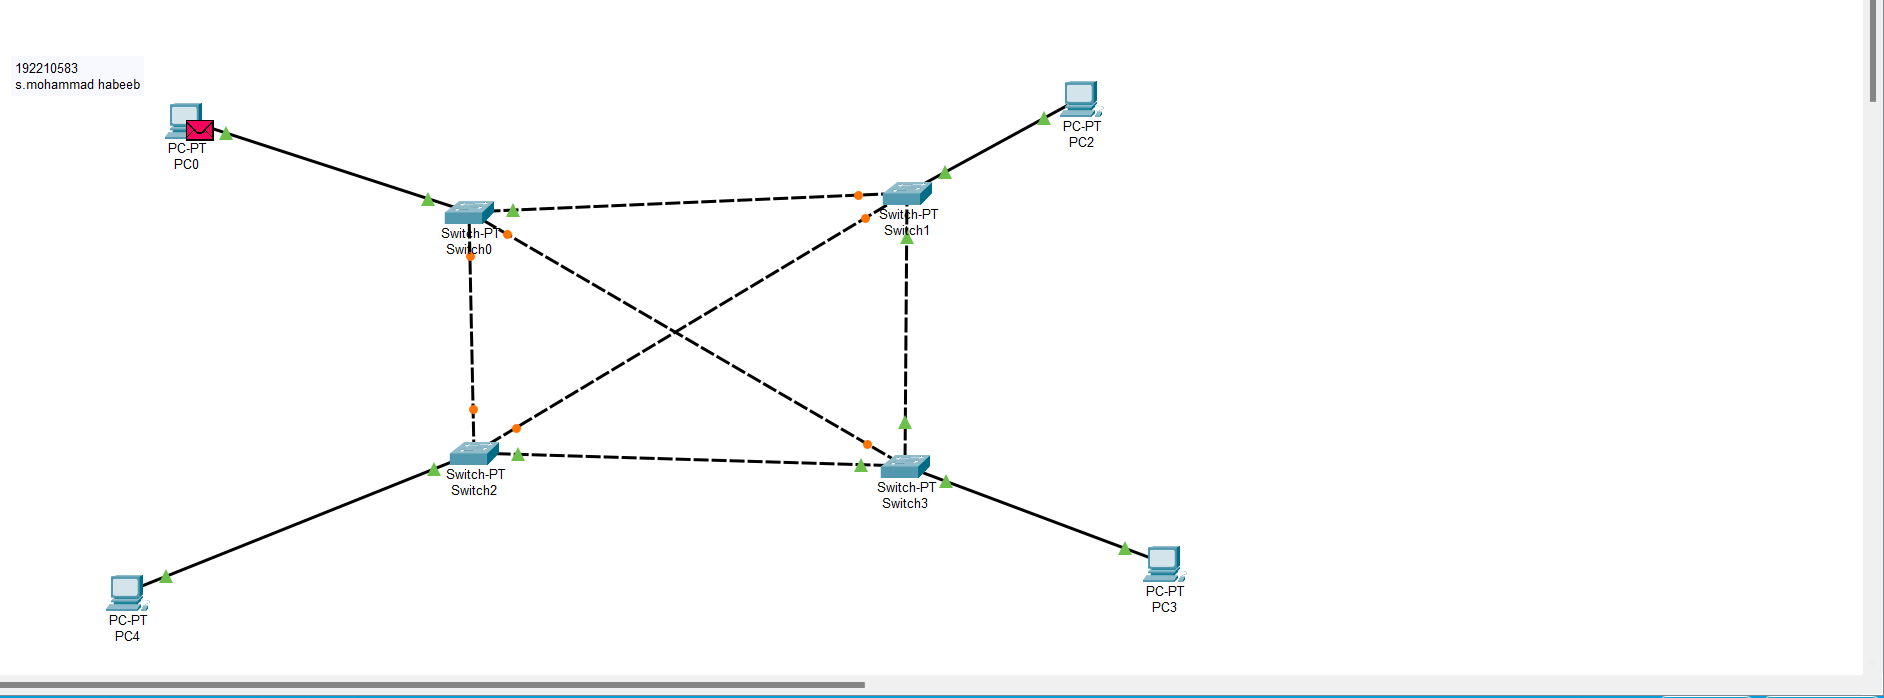 192210583
s.mohammad habeeb
PC-PT
PC0
PC-PT
PC2
Switch-PT
Switch0
Switch-PT
Switch1
Switch-PT
Switch2
Switch-PT
Switch3
PC-PT
PC3
PC-PT
PC4